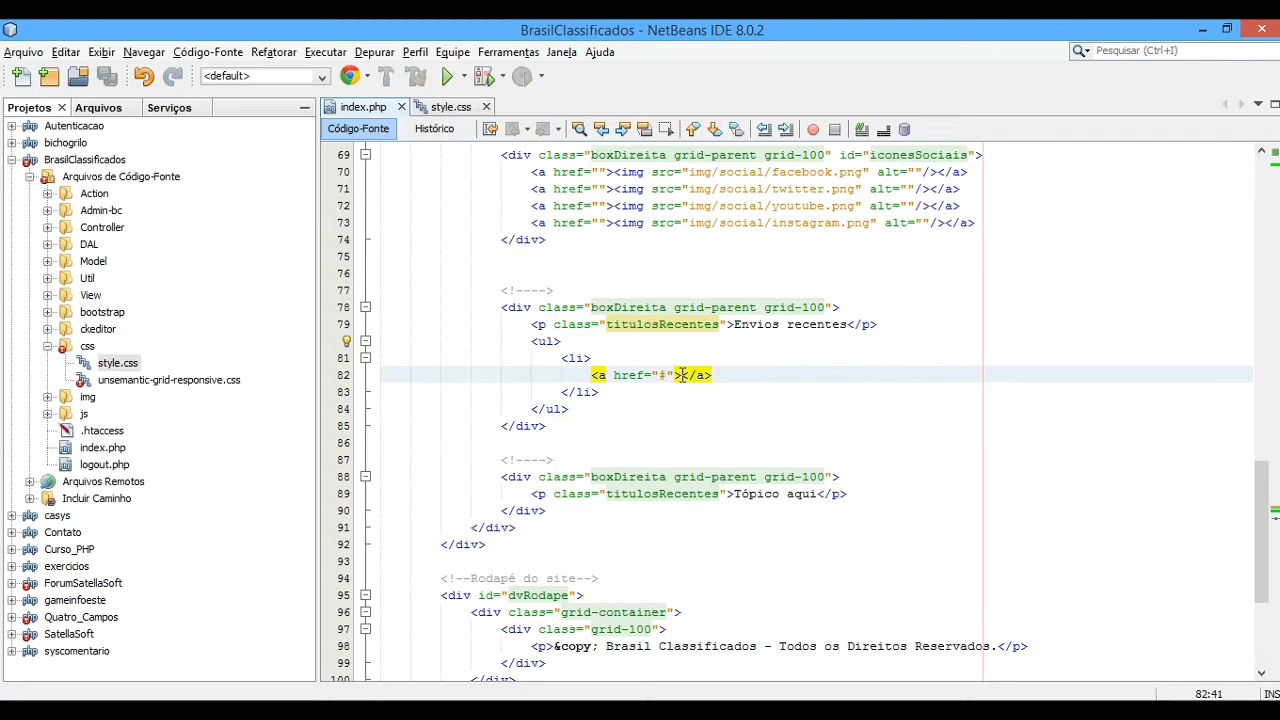 BrasilClassificados - NetBeans IDE 8.0.2
Arquivo Editar Exibir Navegar Código-Fonte Refatorar Executar Depurar Perfil Equipe Ferramentas Janela Ajuda
Pesquisar (Ctrl+I)
<default>
Projetos Arquivos Serviços
index.php style.css
Código-Fonte Histórico
Autenticacao
bichogrilo
BrasilClassificados
Arquivos de Código-Fonte
Action
Admin-bc
Controller
DAL
Model
Util
View
bootstrap
ckeditor
css
style.css
unsemantic-grid-responsive.css
img
js
.htaccess
index.php
logout.php
Arquivos Remotos
Incluir Caminho
casys
Contato
Curso_PHP
exercicios
ForumSatellaSoft
gameinfoeste
Quatro_Campos
SatellaSoft
syscomentario
69 <div class="boxDireita grid-parent grid-100" id="iconesSociais">
70 <a href=""><img src="img/social/facebook.png" alt=""/></a>
71 <a href=""><img src="img/social/twitter.png" alt=""/></a>
72 <a href=""><img src="img/social/youtube.png" alt=""/></a>
73 <a href=""><img src="img/social/instagram.png" alt=""/></a>
74 </div>
75
76
77 <!---->
78 <div class="boxDireita grid-parent grid-100">
79 <p class="titulosRecentes">Envios recentes</p>
<ul>
81 <li>
82 <a href="#"></a>
83 </li>
84 </ul>
85 </div>
86
87 <!---->
88 <div class="boxDireita grid-parent grid-100">
89 <p class="titulosRecentes">Tópico aqui</p>
90 </div>
91 </div>
92 </div>
93
94 <!--Rodapé do site-->
95 <div id="dvRodape">
96 <div class="grid-container">
97 <div class="grid-100">
98 <p>&copy; Brasil Classificados - Todos os Direitos Reservados.</p>
99 </div>
100 </div>
82:41 INS